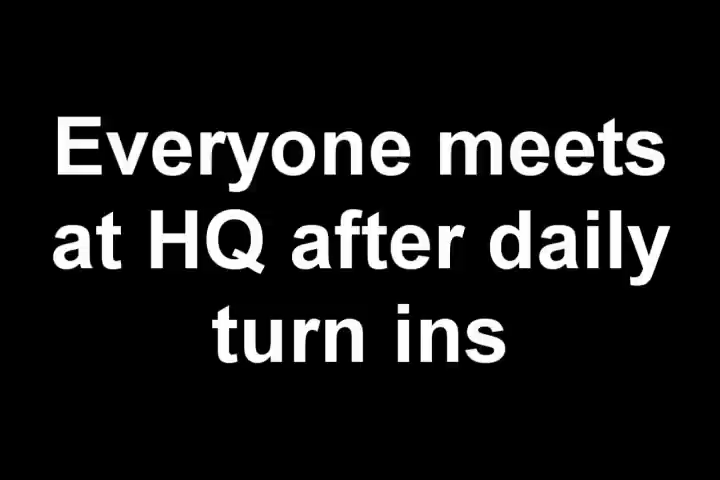 Everyone meets
at HQ after daily
turn ins